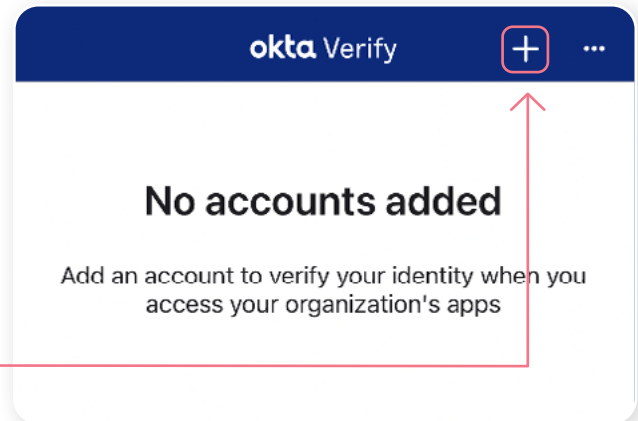 okta Verify + ...
No accounts added
Add an account to verify your identity when you
access your organization's apps